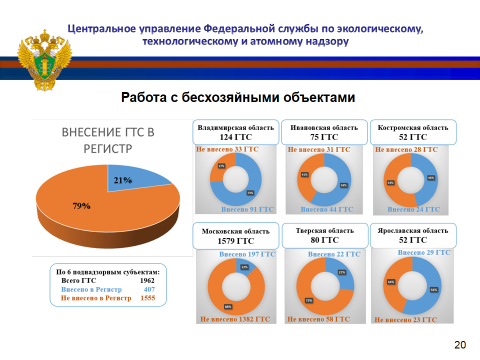 Центральное управление Федеральной службы по экологическому,
технологическому и атомному надзору
Работа с бесхозяйными объектами
ВНЕСЕНИЕ ГТС В
РЕГИСТР
21%
79%
По 6 поднадзорным субъектам:
Всего ГТС 1962
Внесено в Регистр 407
Не внесено в Регистр 1555
Владимирская область
124 ГТС
Не внесено 33 ГТС
Внесено 91 ГТС
Ивановская область
75 ГТС
Не внесено 31 ГТС
Внесено 44 ГТС
Костромская область
52 ГТС
Не внесено 28 ГТС
Внесено 24 ГТС
Московская область
1579 ГТС
Внесено 197 ГТС
Не внесено 1382 ГТС
Тверская область
80 ГТС
Внесено 22 ГТС
Не внесено 58 ГТС
Ярославская область
52 ГТС
Внесено 29 ГТС
Не внесено 23 ГТС
20